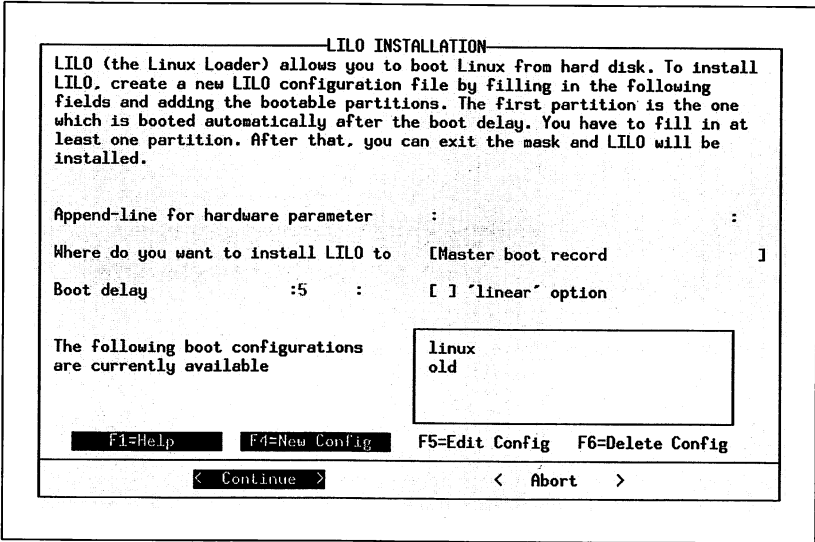 LILO INSTALLATION
LILO (the Linux Loader) allows you to boot Linux from hard disk. To install
LILO, create a new LILO configuration file by filling in the following
fields and adding the bootable partitions. The first partition is the one
which is booted automatically after the boot delay. You have to fill in at
least one partition. After that, you can exit the mask and LILO will be
installed.
Append-line for hardware parameter : :
Where do you want to install LILO to [Master boot record ]
Boot delay :5 : [ ] ´linear´ option
The following boot configurations
are currently available
linux
old
F1=Help F4=New Config F5=Edit Config F6=Delete Config
< Continue > < Abort >